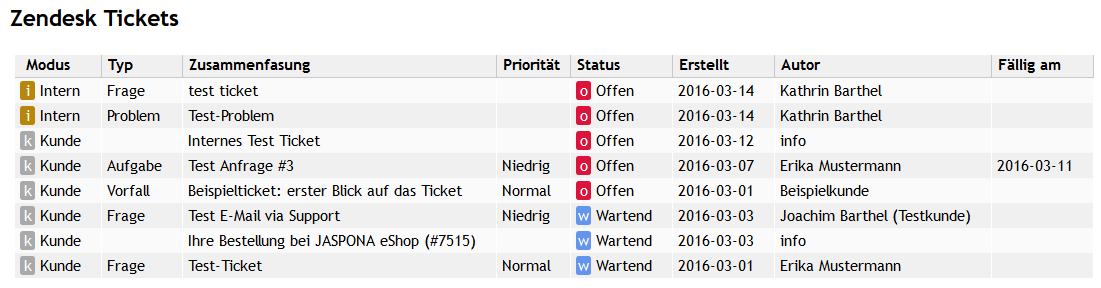 Zendesk Tickets
Modus Typ Zusammenfasung Priorität Status Erstellt Autor Fällig am
i Intern Frage test ticket o Offen 2016-03-14 Kathrin Barthel
i Intern Problem Test-Problem o Offen 2016-03-14 Kathrin Barthel
k Kunde Internes Test Ticket o Offen 2016-03-12 info
k Kunde Aufgabe Test Anfrage #3 Niedrig o Offen 2016-03-07 Erika Mustermann 2016-03-11
k Kunde Vorfall Beispielticket: erster Blick auf das Ticket Normal o Offen 2016-03-01 Beispielkunde
k Kunde Frage Test E-Mail via Support Niedrig w Wartend 2016-03-03 Joachim Barthel (Testkunde)
k Kunde Ihre Bestellung bei JASPONA eShop (#7515) w Wartend 2016-03-03 info
k Kunde Frage Test-Ticket Normal w Wartend 2016-03-01 Erika Mustermann